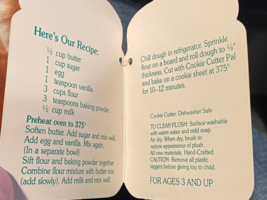 Here's Our Recipe:
½ cup butter
1 cup sugar
1 egg
1 teaspoon vanilla
3 cups flour
3 teaspoons baking powder
½ cup milk
Preheat oven to 375°
Soften butter. Add sugar and mix well.
Add egg and vanilla. Mix again.
(In a separate bowl)
Sift flour and baking powder together.
Combine flour mixture with butter mix
(add slowly). Add milk and mix well.
Chill dough in refrigerator. Sprinkle
flour on a board and roll dough to ⅛"
thickness. Cut with Cookie Cutter Pal
and bake on a cookie sheet at 375°
for 10-12 minutes.
Cookie Cutter: Dishwasher Safe
TO CLEAN PLUSH: Surface washable
with warm water and mild soap.
Air dry. When dry, brush
to restore appearance of plush.
All new materials. Hand-Crafted.
CAUTION: Remove all plastic
taggers before giving toy to child.
FOR AGES 3 AND UP